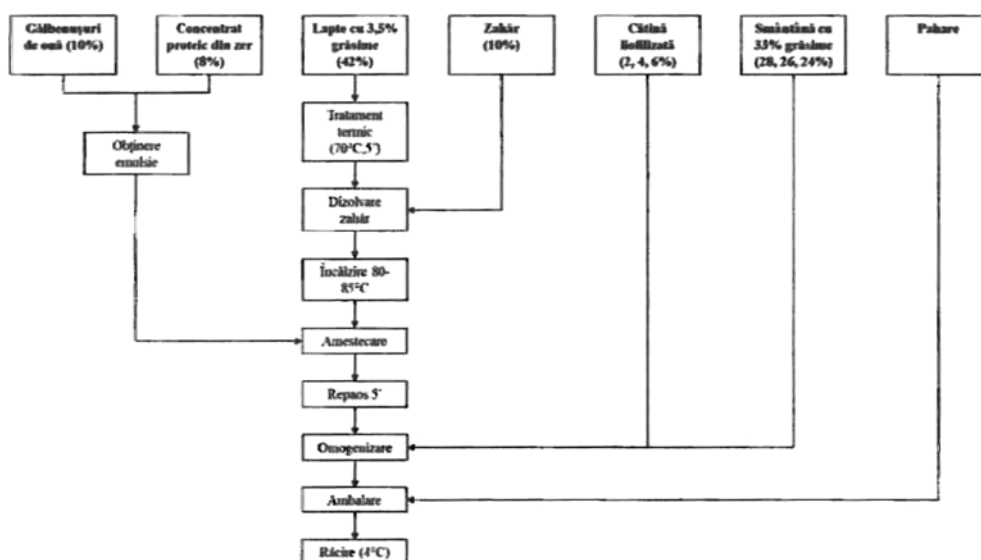 Gălbenușuri
de ouă (10%)
Concentrat
proteic din zer
(8%)
Lapte cu 3,5%
grăsime
(42%)
Zahăr
(10%)
Cătină
liofilizată
(2, 4, 6%)
Smântână cu
33% grăsime
(28, 26, 24%)
Pahare
Obținere
emulsie
Tratament
termic
(70°C,5`)
Dizolvare
zahăr
Încălzire 80-
85°C
Amestecare
Repaos 5`
Omogenizare
Ambalare
Răcire (4°C)